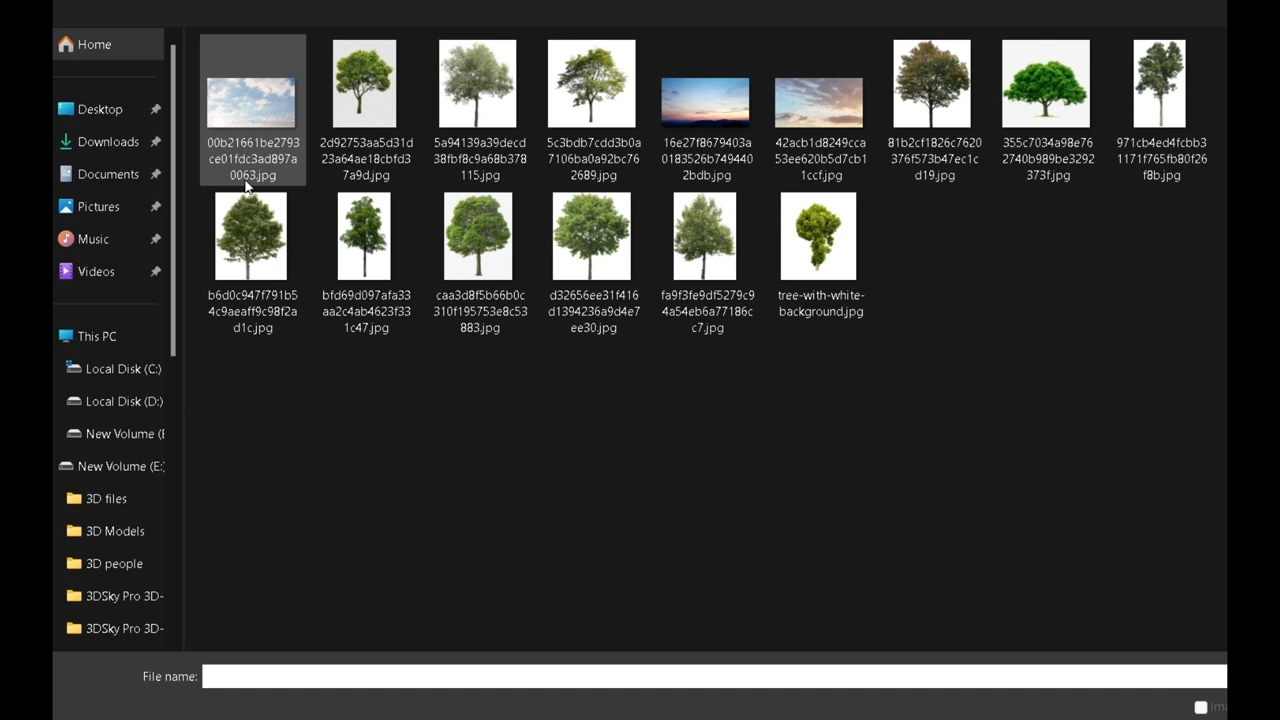 Home
Desktop
Downloads
Documents
Pictures
Music
Videos
This PC
Local Disk (C:)
Local Disk (D:)
New Volume (E
New Volume (E:
3D files
3D Models
3D people
3DSky Pro 3D-
3DSky Pro 3D-
00b21661be2793
ce01fdc3ad897a
0063.jpg
2d92753aa5d31d
23a64ae18cbfd3
7a9d.jpg
5a94139a39decd
38fbf8c9a68b378
115.jpg
5c3bdb7cdd3b0a
7106ba0a92bc76
2689.jpg
16e27f8679403a
0183526b749440
2bdb.jpg
42acb1d8249cca
53ee620b5d7cb1
1ccf.jpg
81b2cf1826c7620
376f573b47ec1c
d19.jpg
355c7034a98e76
2740b989be3292
373f.jpg
971cb4ed4fcbb3
1171f765fb80f26
f8b.jpg
b6d0c947f791b5
4c9aeaff9c98f2a
d1c.jpg
bfd69d097afa33
aa2c4ab4623f33
1c47.jpg
caa3d8f5b66b0c
310f195753e8c53
883.jpg
d32656ee31f416
d1394236a9d4e7
ee30.jpg
fa9f3fe9df5279c9
4a54eb6a77186c
c7.jpg
tree-with-white-
background.jpg
File name: